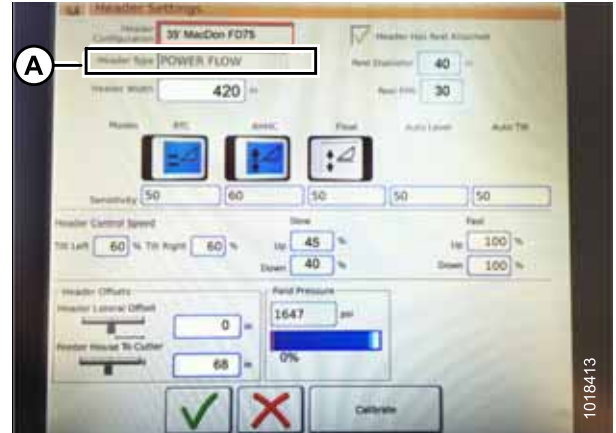 Header Settings
Header Configuration 35' MacDon FD75
Header Has Reel Attached
A
Header Type POWER FLOW
Reel Diameter 40 in
Header Width 420 in
Reel PPR 30
Modes RTC AHHC Float Auto Level Auto Tilt
Sensitivity 50 60 50 50 50
Header Control Speed Slow Fast
Tilt Left 60 % Tilt Right 60 % Up 45 % Up 100 %
Down 40 % Down 100 %
Header Offsets Field Pressure
Header Lateral Offset
0 in 1647 psi
Feeder House To Cutter
68 in 0%
Calibrate
1018413